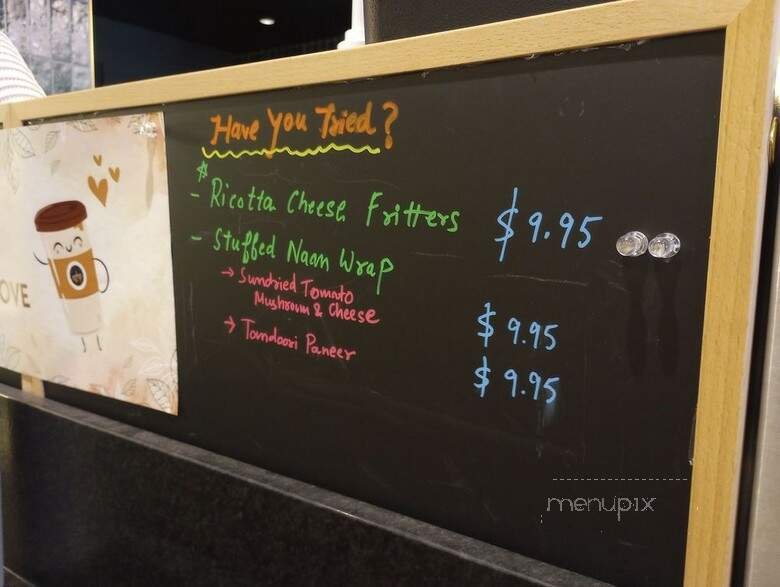 Have You Tried?
$
- Ricotta Cheese Fritters $9.95
- Stuffed Naan Wrap
→ Sundried Tomato
Mushroom & Cheese $9.95
→ Tandoori Paneer $9.95
OVE
menupix